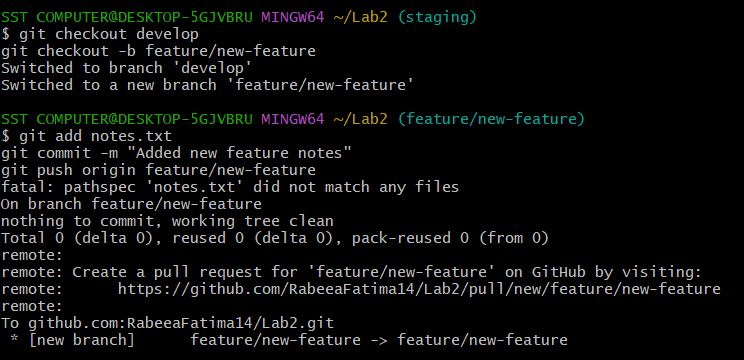 SST COMPUTER@DESKTOP-5GJVBRU MINGW64 ~/Lab2 (staging)
$ git checkout develop
git checkout -b feature/new-feature
Switched to branch 'develop'
Switched to a new branch 'feature/new-feature'

SST COMPUTER@DESKTOP-5GJVBRU MINGW64 ~/Lab2 (feature/new-feature)
$ git add notes.txt
git commit -m "Added new feature notes"
git push origin feature/new-feature
fatal: pathspec 'notes.txt' did not match any files
On branch feature/new-feature
nothing to commit, working tree clean
Total 0 (delta 0), reused 0 (delta 0), pack-reused 0 (from 0)
remote:
remote: Create a pull request for 'feature/new-feature' on GitHub by visiting:
remote:      https://github.com/RabeeaFatima14/Lab2/pull/new/feature/new-feature
remote:
To github.com:RabeeaFatima14/Lab2.git
 * [new branch]      feature/new-feature -> feature/new-feature